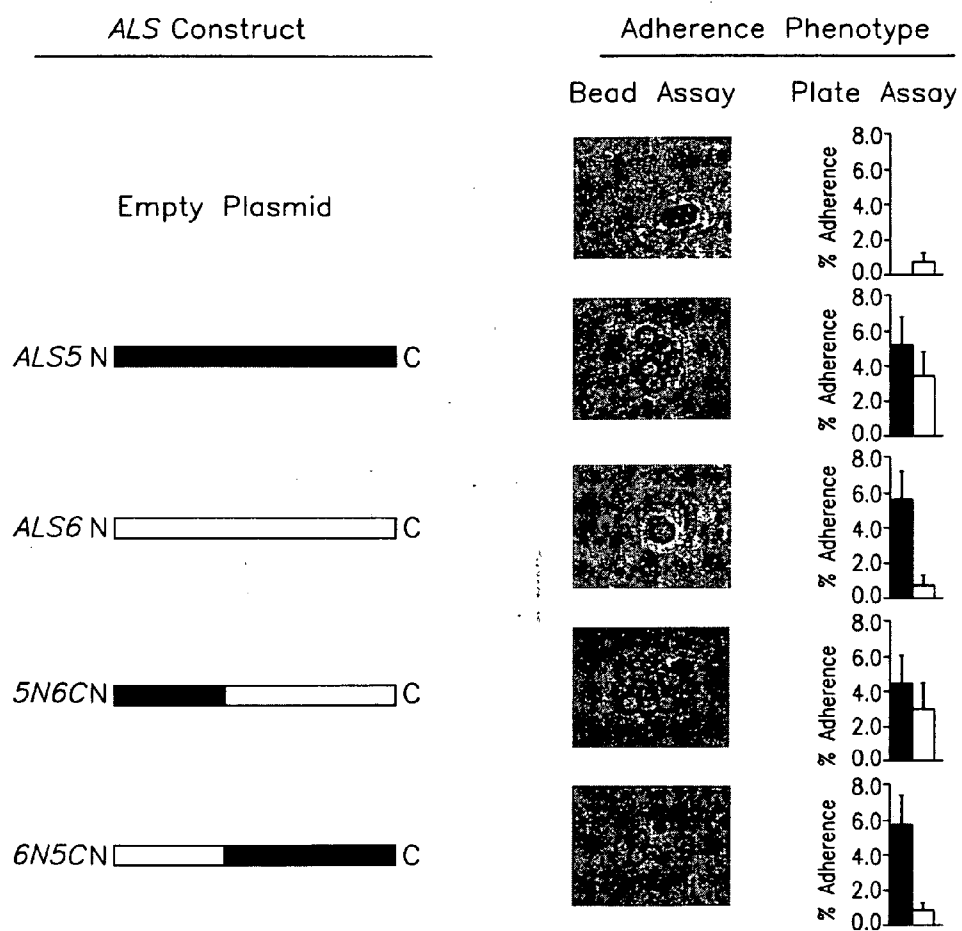 ALS Construct
Adherence Phenotype
Bead Assay
Plate Assay
Empty Plasmid
% Adherence
8.0
6.0
4.0
2.0
0.0
ALS5 N
C
% Adherence
8.0
6.0
4.0
2.0
0.0
ALS6 N
C
% Adherence
8.0
6.0
4.0
2.0
0.0
5N6C N
C
% Adherence
8.0
6.0
4.0
2.0
0.0
6N5C N
C
% Adherence
8.0
6.0
4.0
2.0
0.0